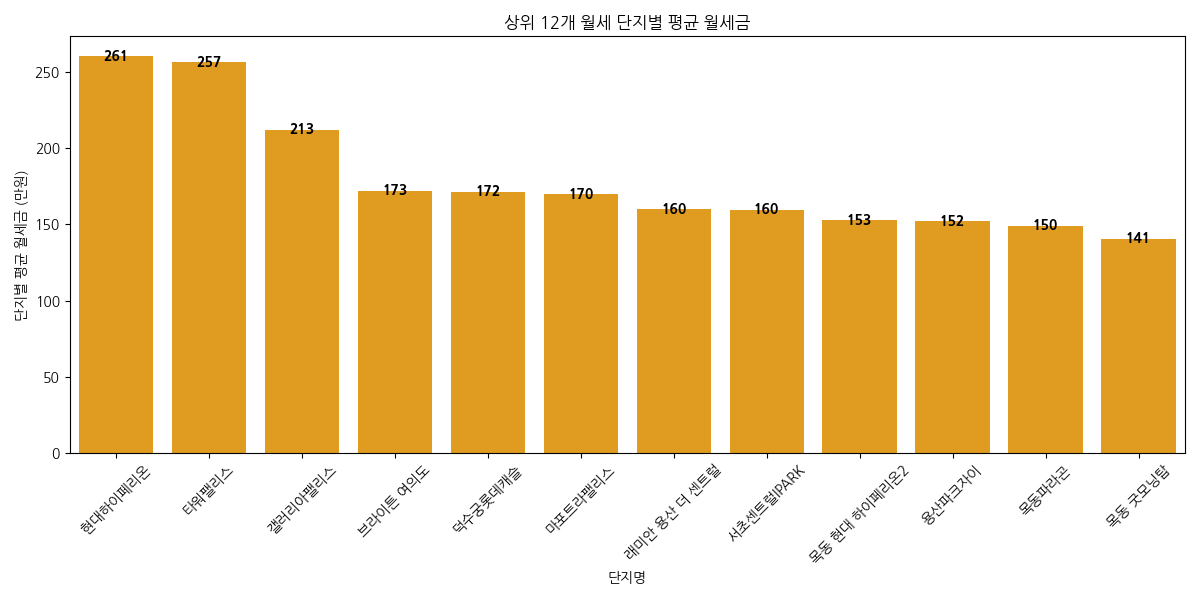 상위 12개 월세 단지별 평균 월세금
단지별 평균 월세금 (만원)
250
200
150
100
50
0
261
257
213
173
172
170
160
160
153
152
150
141
현대하이페리온
타워팰리스
갤러리아팰리스
브라이튼 여의도
덕수궁롯데캐슬
마포트라팰리스
래미안 용산 더 센트럴
서초센트럴IPARK
목동 현대 하이페리온2
용산파크자이
목동파라곤
목동 굿모닝탑
단지명